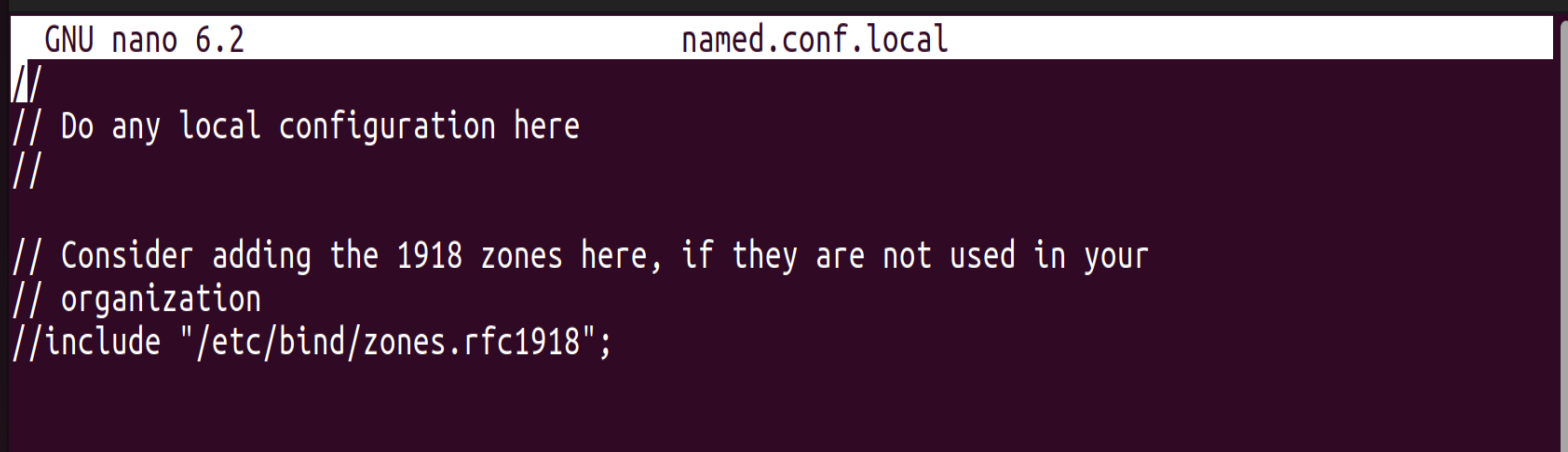 GNU nano 6.2 named.conf.local
//
// Do any local configuration here
//
// Consider adding the 1918 zones here, if they are not used in your
// organization
//include "/etc/bind/zones.rfc1918";